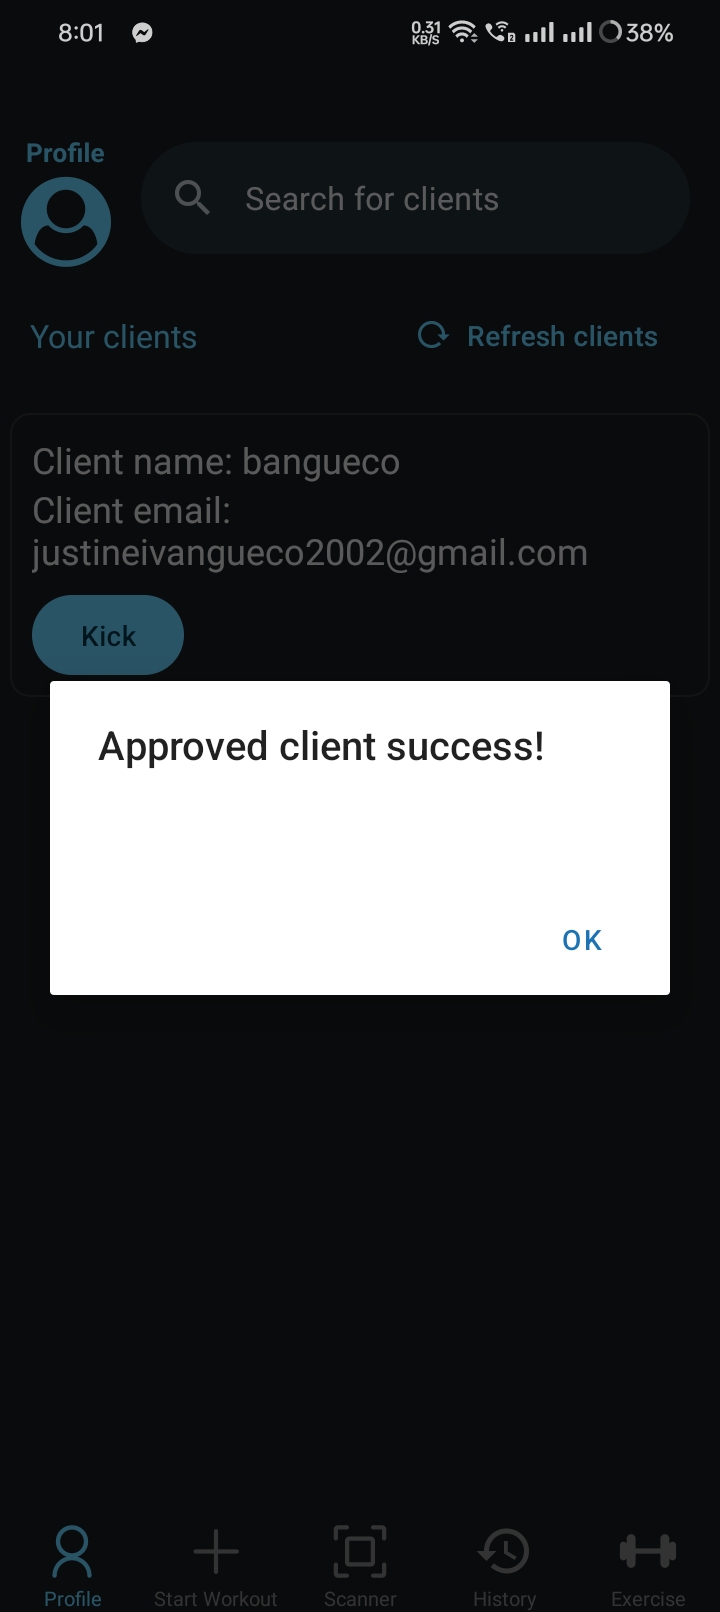 8:01
0.31
KB/S
2
38%
Profile
Search for clients
Your clients
Refresh clients
Client name: bangueco
Client email:
justineivangueco2002@gmail.com
Kick
Approved client success!
OK
Profile
Start Workout
Scanner
History
Exercise